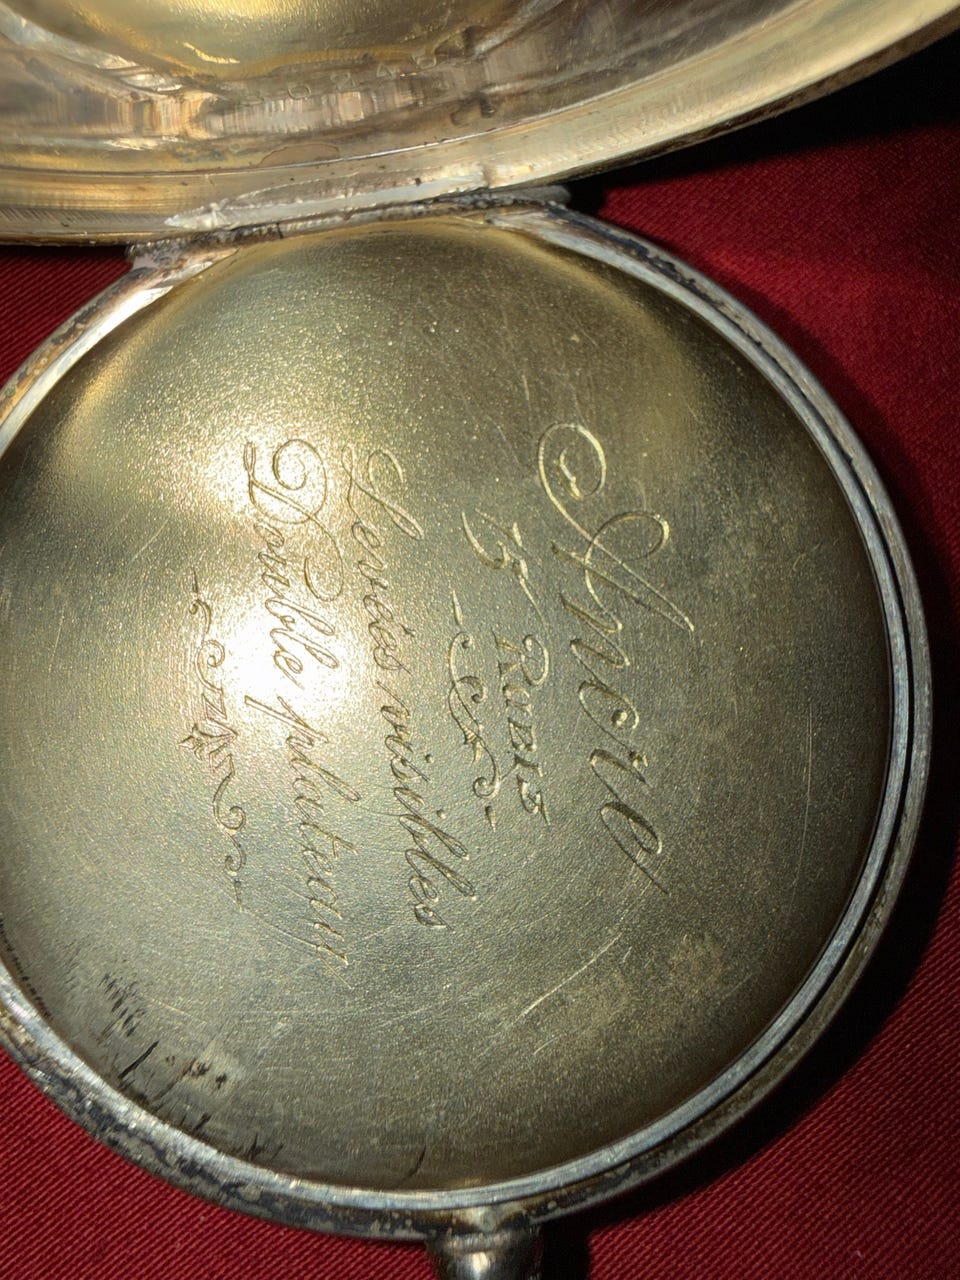 Ancre
15 RUBIS
Levées visibles
Double plateau